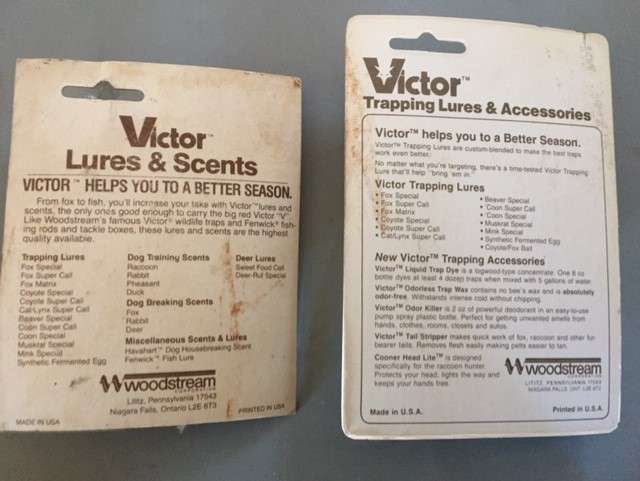 Victor™
Lures & Scents
VICTOR™ HELPS YOU TO A BETTER SEASON.
From fox to fish, you'll increase your take with Victor™ lures and
scents, the only ones good enough to carry the big red Victor "V".
Like Woodstream's famous Victor® wildlife traps and Fenwick® fish-
ing rods and tackle boxes, these lures and scents are the highest
quality available.
Trapping Lures
Fox Special
Fox Super Call
Fox Matrix
Coyote Special
Coyote Super Call
Cat/Lynx Super Call
Beaver Special
Coon Super Call
Coon Special
Muskrat Special
Mink Special
Synthetic Fermented Egg
Dog Training Scents
Raccoon
Rabbit
Pheasant
Duck
Dog Breaking Scents
Fox
Rabbit
Deer
Miscellaneous Scents & Lures
Havahart™ Dog Housebreaking Scent
Fenwick™ Fish Lure
Deer Lures
Sweet Food Call
Deer-Rut Special
woodstream
CORPORATION
Lititz, Pennsylvania 17543
Niagara Falls, Ontario L2E 6T3
MADE IN USA
PRINTED IN USA
Victor™
Trapping Lures & Accessories
Victor™ helps you to a Better Season.
Victor™ Trapping Lures are custom-blended to make the best traps
work even better.
No matter what you're targeting, there's a time-tested Victor Trapping
Lure that'll help "bring 'em in."
Victor Trapping Lures
• Fox Special
• Fox Super Call
• Fox Matrix
• Coyote Special
• Coyote Super Call
• Cat/Lynx Super Call
• Beaver Special
• 'Coon Super Call
• 'Coon Special
• Muskrat Special
• Mink Special
• Synthetic Fermented Egg
• Coyote/Fox Bait
New Victor™ Trapping Accessories
Victor™ Liquid Trap Dye is a logwood-type concentrate. One 6 oz
bottle dyes at least 4 dozen traps when mixed with 5 gallons of water.
Victor™ Odorless Trap Wax contains no bee's wax and is absolutely
odor-free. Withstands intense cold without chipping.
Victor™ Odor Killer is 2 oz of powerful deodorant in an easy-to-use
pump spray plastic bottle. Perfect for getting unwanted smells from
hands, clothes, rooms, closets and autos.
Victor™ Tail Stripper makes quick work of fox, raccoon and other fur
bearer tails. Removes flesh easily making pelts easier to tan.
Cooner Head Lite™ is designed
specifically for the raccoon hunter.
Protects your head, lights the way and
keeps your hands free.
woodstream
CORPORATION
LITITZ, PENNSYLVANIA 17543
NIAGARA FALLS, ONT. L2E 6T3
Made in U.S.A.
Printed in U.S.A.